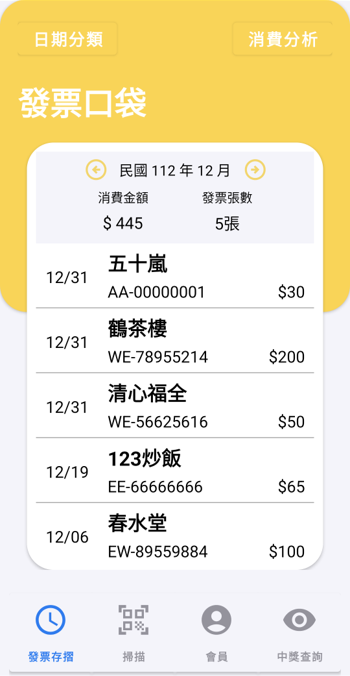 日期分類 消費分析
發票口袋
民國 112 年 12 月
消費金額 發票張數
$ 445 5張
五十嵐
12/31 AA-00000001 $30
鶴茶樓
12/31 WE-78955214 $200
清心福全
12/31 WE-56625616 $50
123炒飯
12/19 EE-66666666 $65
春水堂
12/06 EW-89559884 $100
發票存摺 掃描 會員 中獎查詢